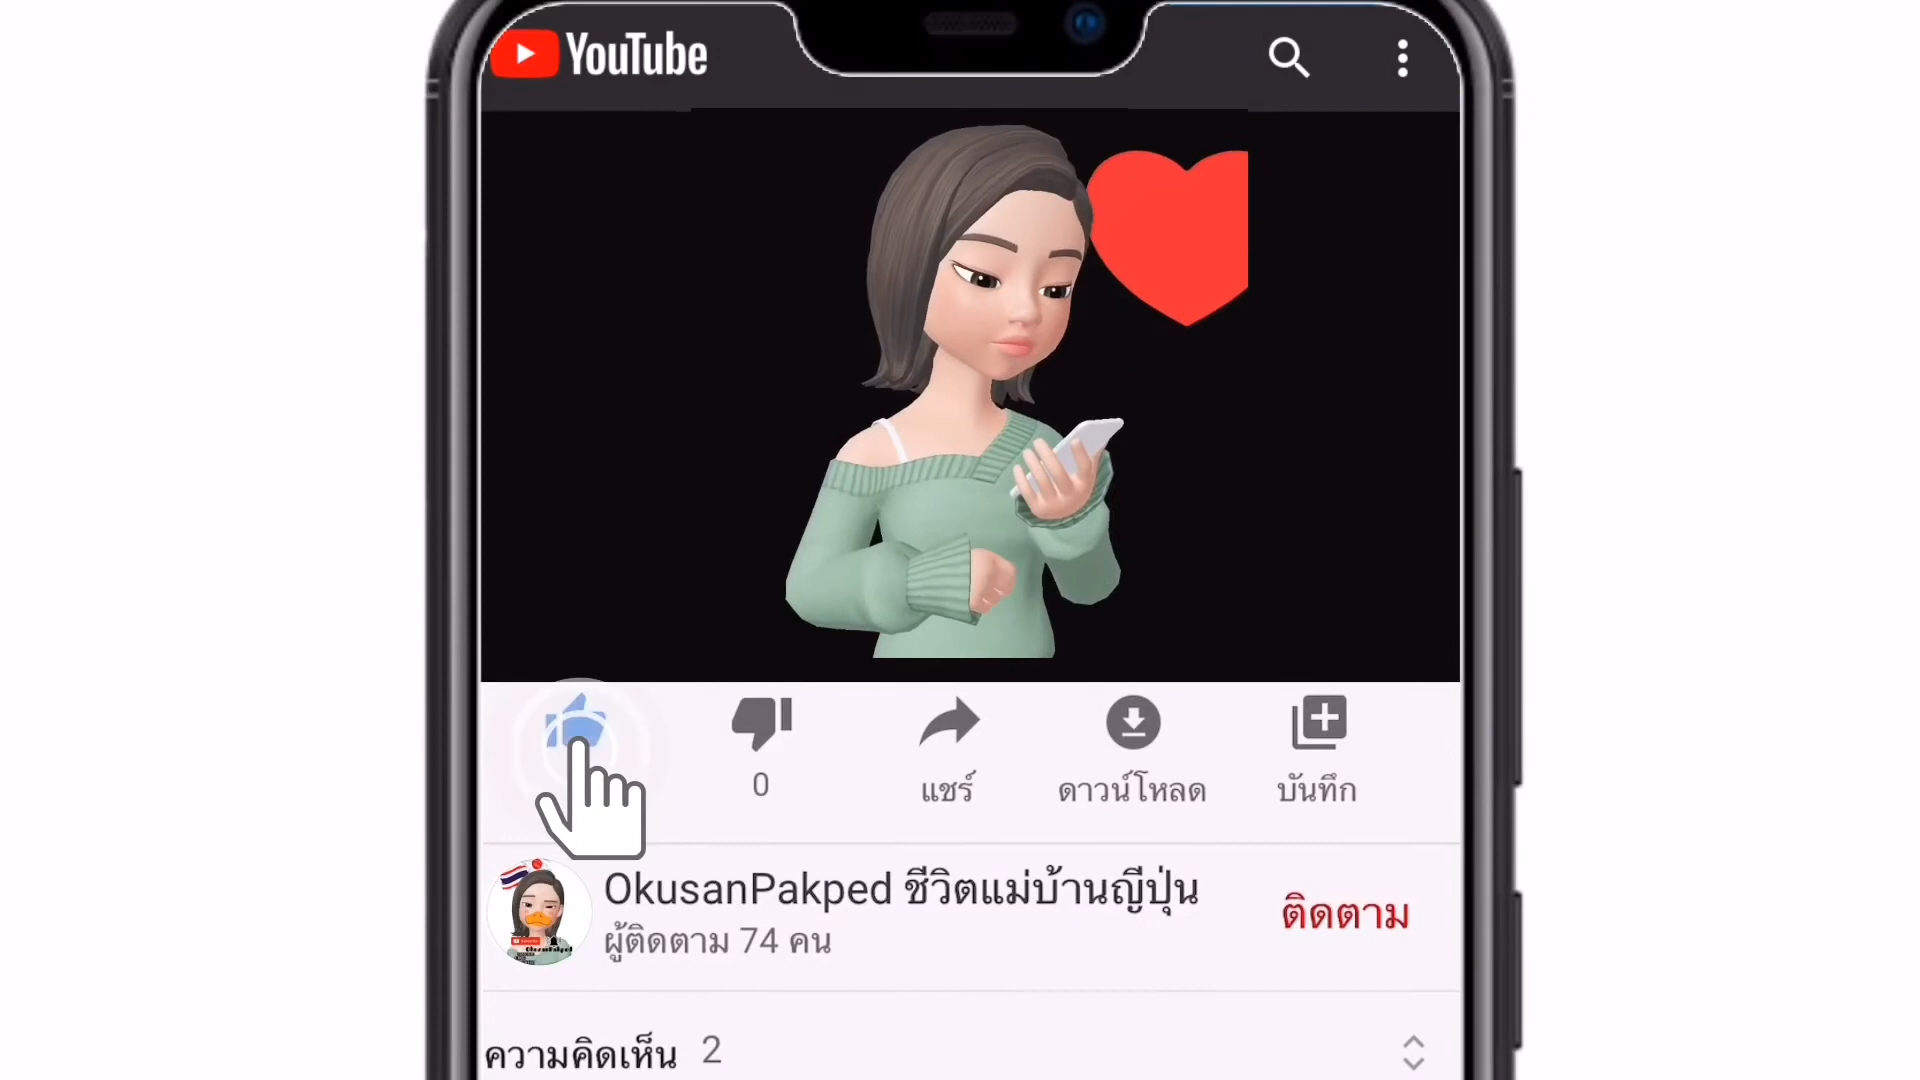 YouTube
0
แชร์
ดาวน์โหลด
บันทึก
OkusanPakped ชีวิตแม่บ้านญี่ปุ่น
ผู้ติดตาม 74 คน
ติดตาม
ความคิดเห็น 2